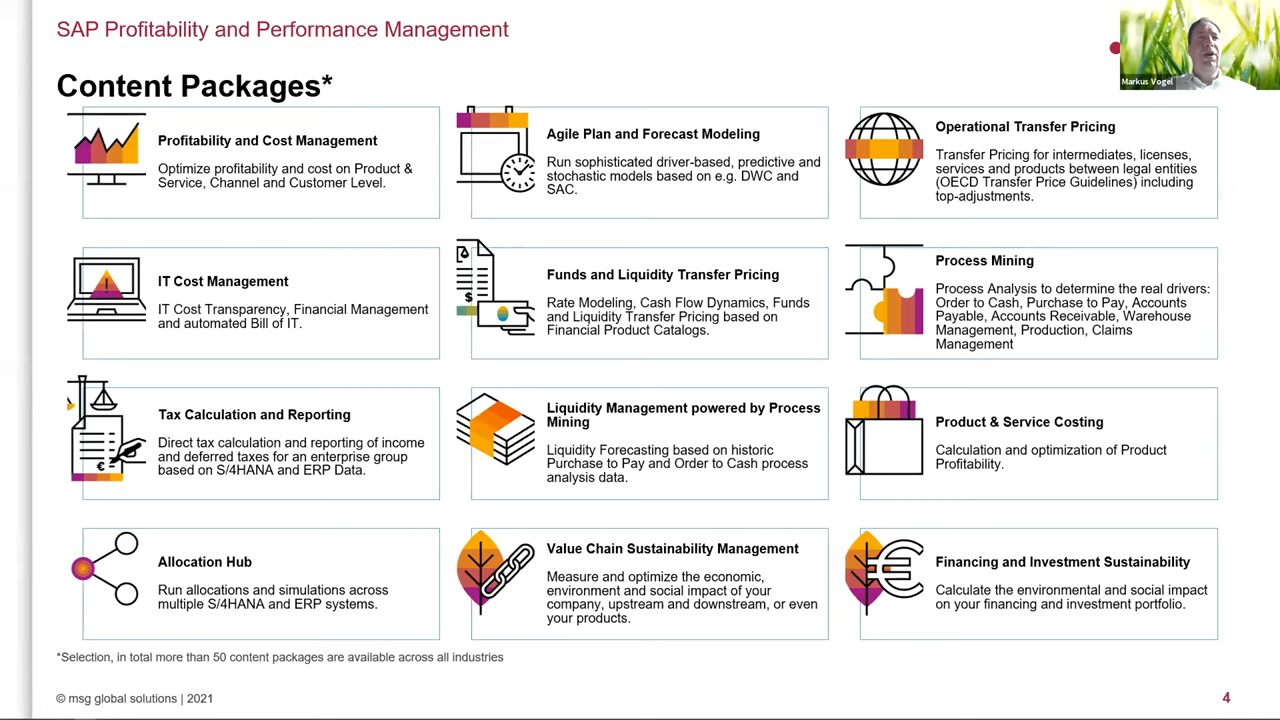 SAP Profitability and Performance Management
Markus Vogel
Content Packages*
Profitability and Cost Management
Optimize profitability and cost on Product &
Service, Channel and Customer Level.
Agile Plan and Forecast Modeling
Run sophisticated driver-based, predictive and
stochastic models based on e.g. DWC and
SAC.
Operational Transfer Pricing
Transfer Pricing for intermediates, licenses,
services and products between legal entities
(OECD Transfer Price Guidelines) including
top-adjustments.
IT Cost Management
IT Cost Transparency, Financial Management
and automated Bill of IT.
$
Funds and Liquidity Transfer Pricing
Rate Modeling, Cash Flow Dynamics, Funds
and Liquidity Transfer Pricing based on
Financial Product Catalogs.
Process Mining
Process Analysis to determine the real drivers:
Order to Cash, Purchase to Pay, Accounts
Payable, Accounts Receivable, Warehouse
Management, Production, Claims
Management
€
Tax Calculation and Reporting
Direct tax calculation and reporting of income
and deferred taxes for an enterprise group
based on S/4HANA and ERP Data.
Liquidity Management powered by Process
Mining
Liquidity Forecasting based on historic
Purchase to Pay and Order to Cash process
analysis data.
Product & Service Costing
Calculation and optimization of Product
Profitability.
Allocation Hub
Run allocations and simulations across
multiple S/4HANA and ERP systems.
Value Chain Sustainability Management
Measure and optimize the economic,
environment and social impact of your
company, upstream and downstream, or even
your products.
€
Financing and Investment Sustainability
Calculate the environmental and social impact
on your financing and investment portfolio.
*Selection, in total more than 50 content packages are available across all industries
© msg global solutions | 2021
4